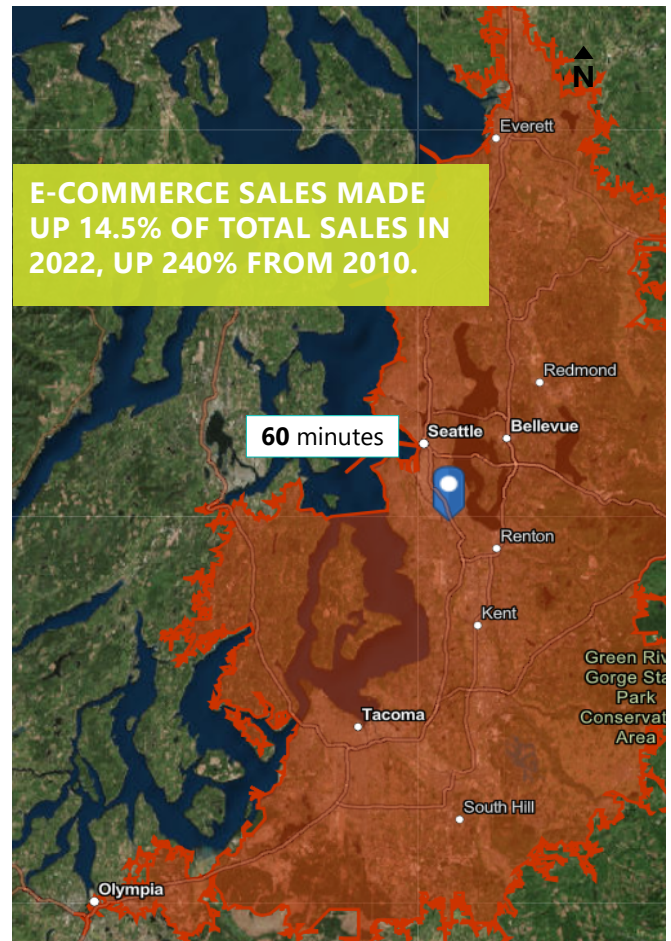 N
Everett
E-COMMERCE SALES MADE
UP 14.5% OF TOTAL SALES IN
2022, UP 240% FROM 2010.
Redmond
60 minutes
Seattle
Bellevue
Renton
Kent
Green Riv
Gorge Sta
Park
Conservat
Area
Tacoma
South Hill
Olympia